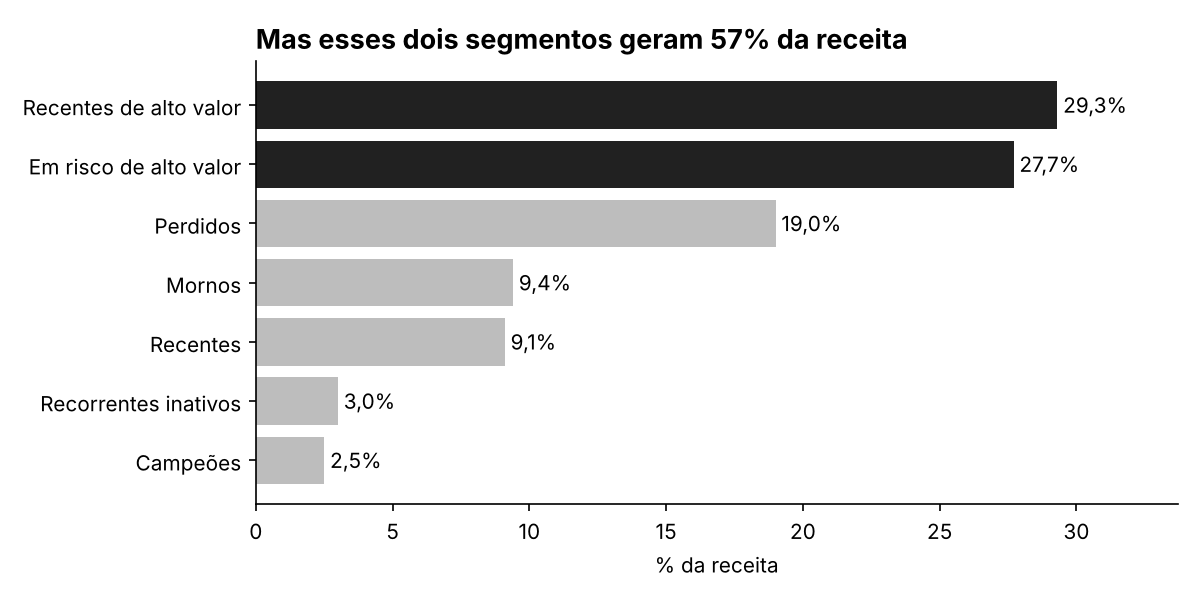 Mas esses dois segmentos geram 57% da receita
Recentes de alto valor 29,3%
Em risco de alto valor 27,7%
Perdidos 19,0%
Mornos 9,4%
Recentes 9,1%
Recorrentes inativos 3,0%
Campeões 2,5%
0 5 10 15 20 25 30
% da receita